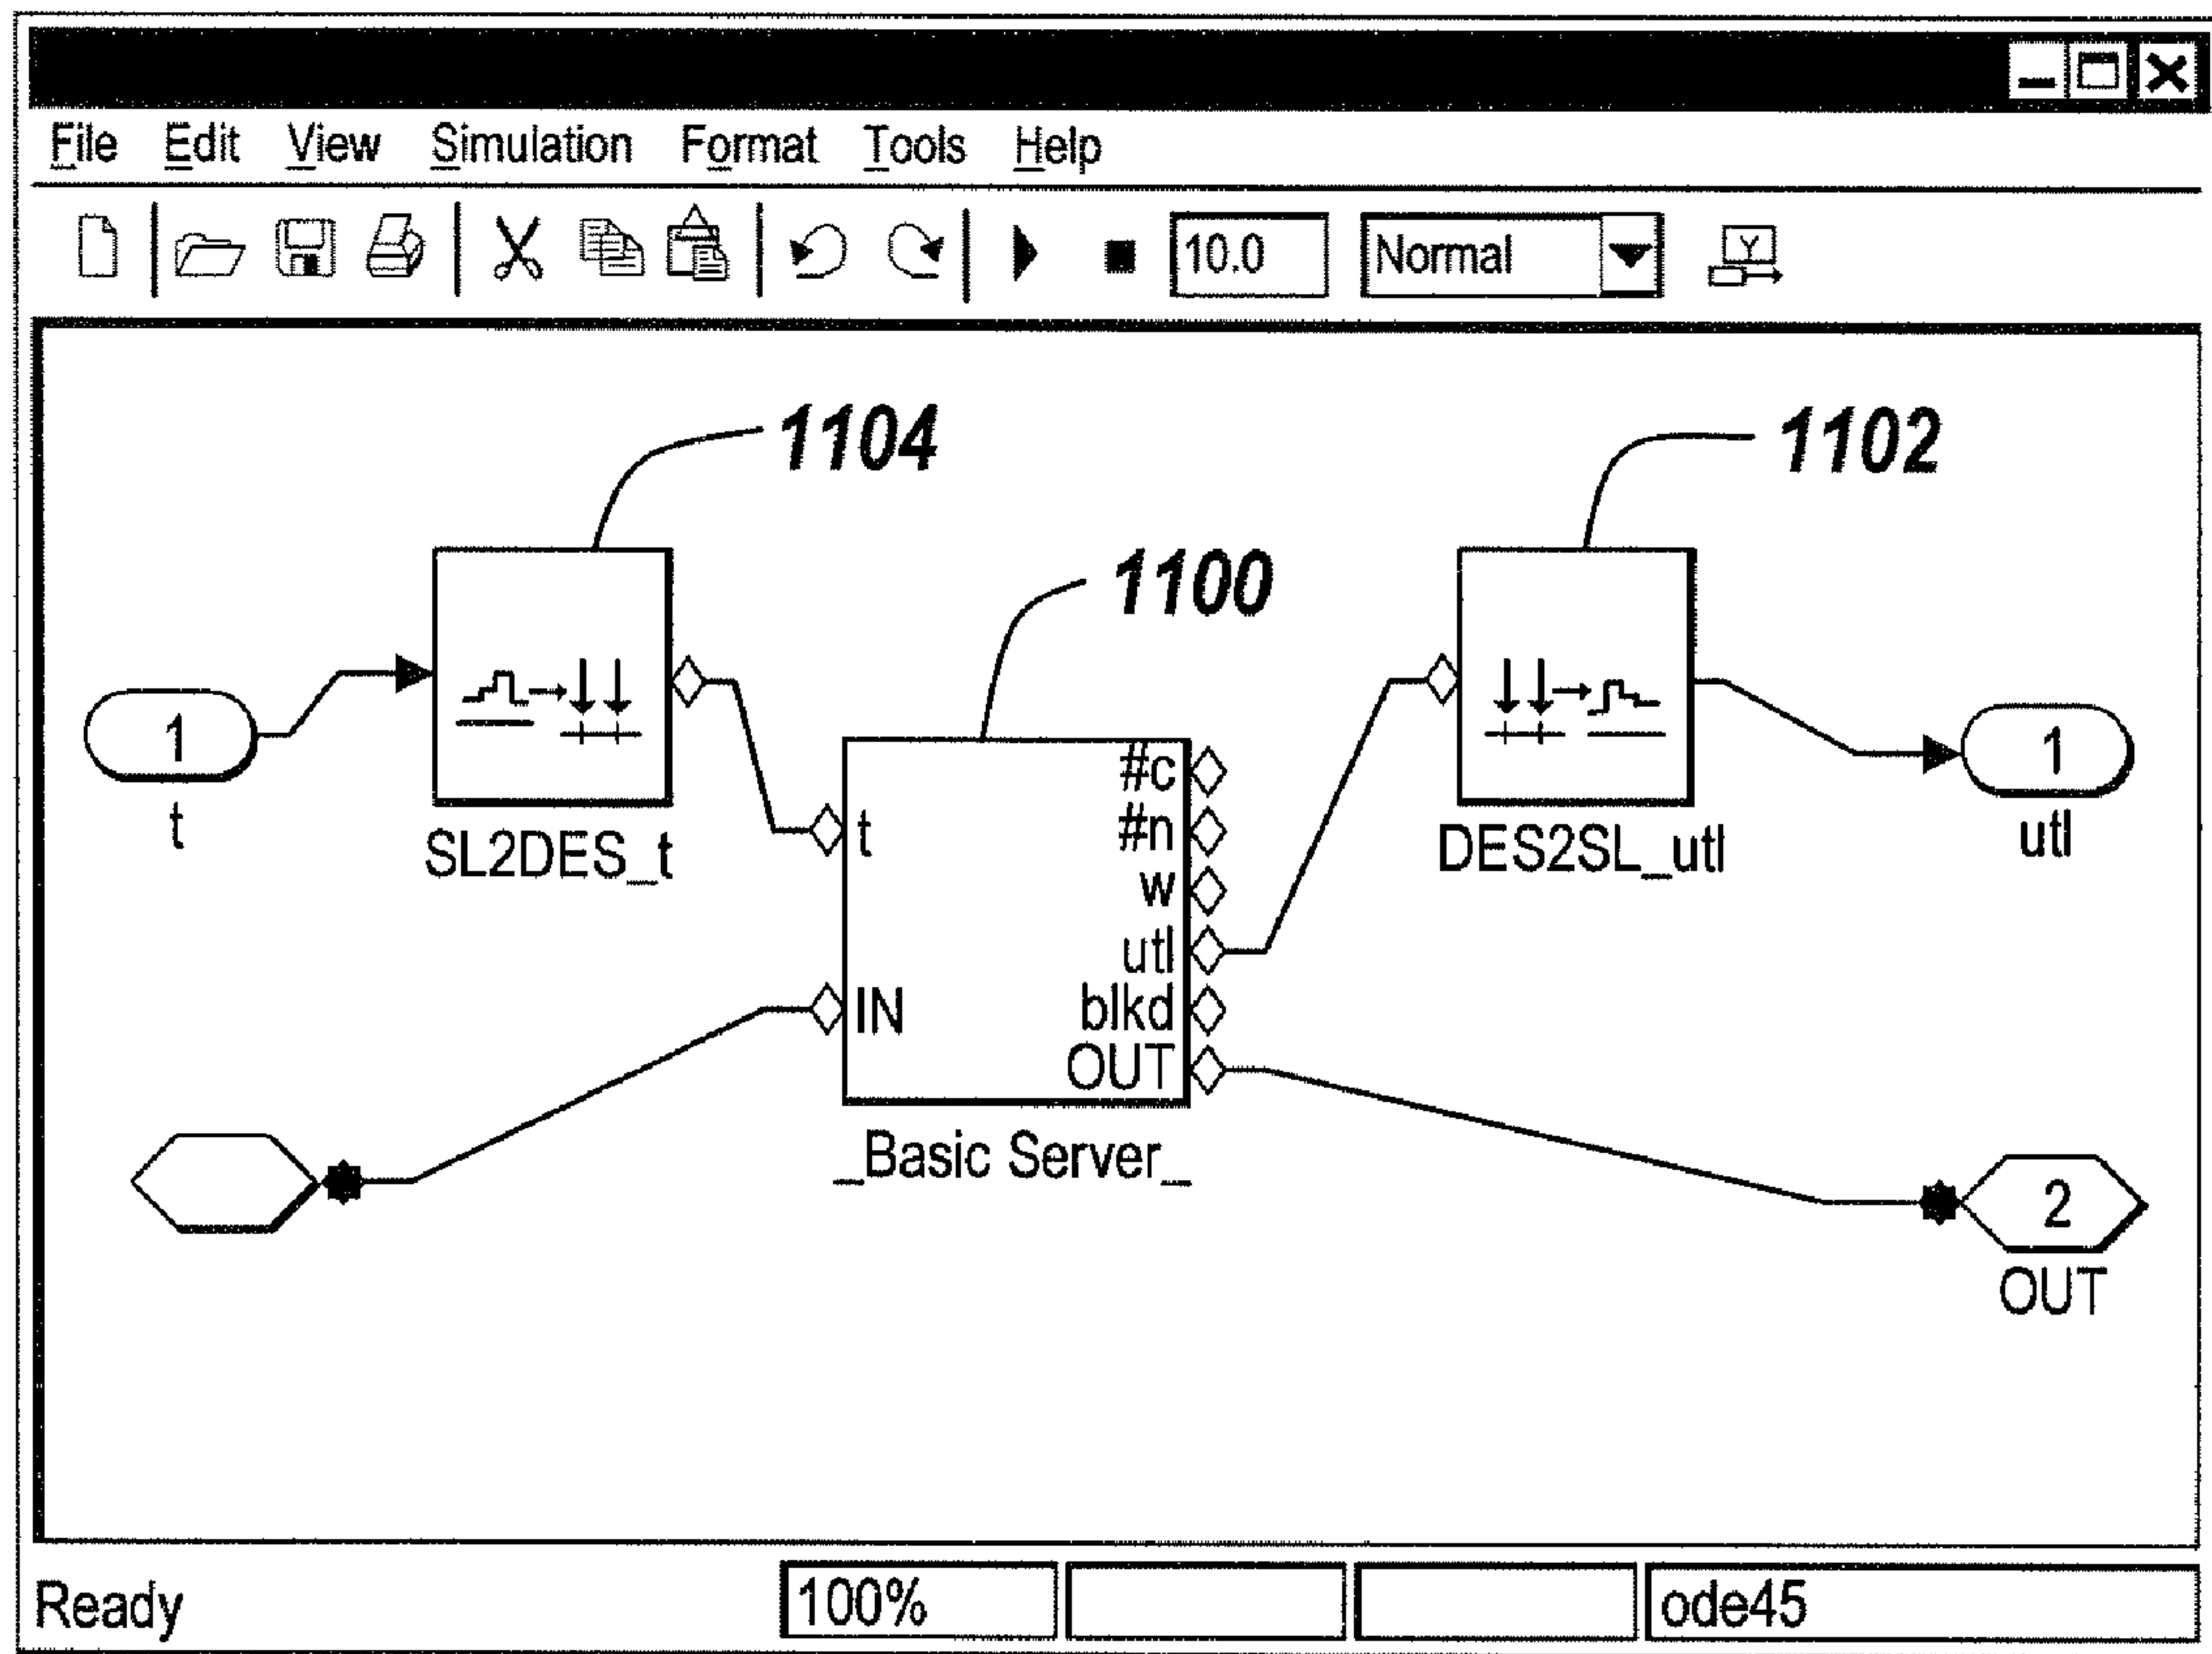 File Edit View Simulation Format Tools Help
10.0 Normal
Y
1104
1102
1100
1
t
SL2DES_t
DES2SL_utl
1
utl
#c
#n
w
utl
blkd
OUT
t
IN
_Basic Server_
2
OUT
Ready 100% ode45